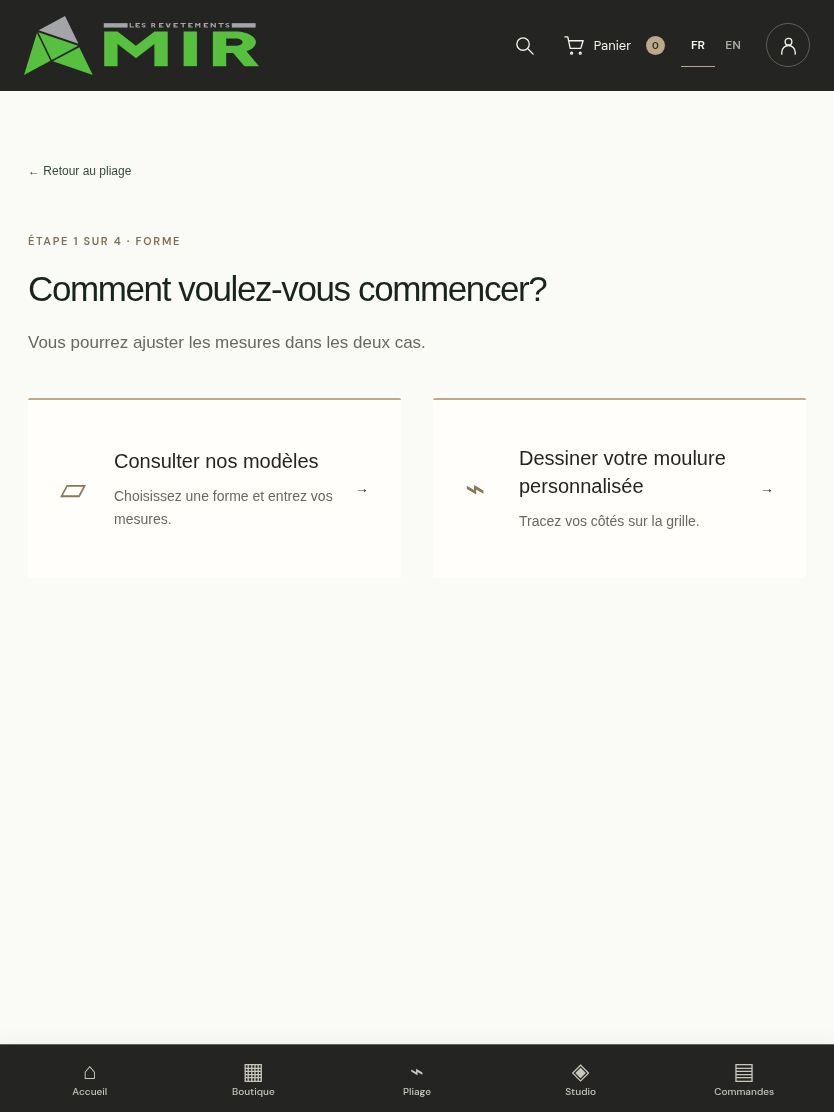 LES REVETEMENTS
MIR
Panier 0 FR EN
← Retour au pliage
ÉTAPE 1 SUR 4 · FORME
Comment voulez-vous commencer?
Vous pourrez ajuster les mesures dans les deux cas.
Consulter nos modèles
Choisissez une forme et entrez vos
mesures.
→
Dessiner votre moulure
personnalisée
Tracez vos côtés sur la grille.
→
Accueil
Boutique
Pliage
Studio
Commandes